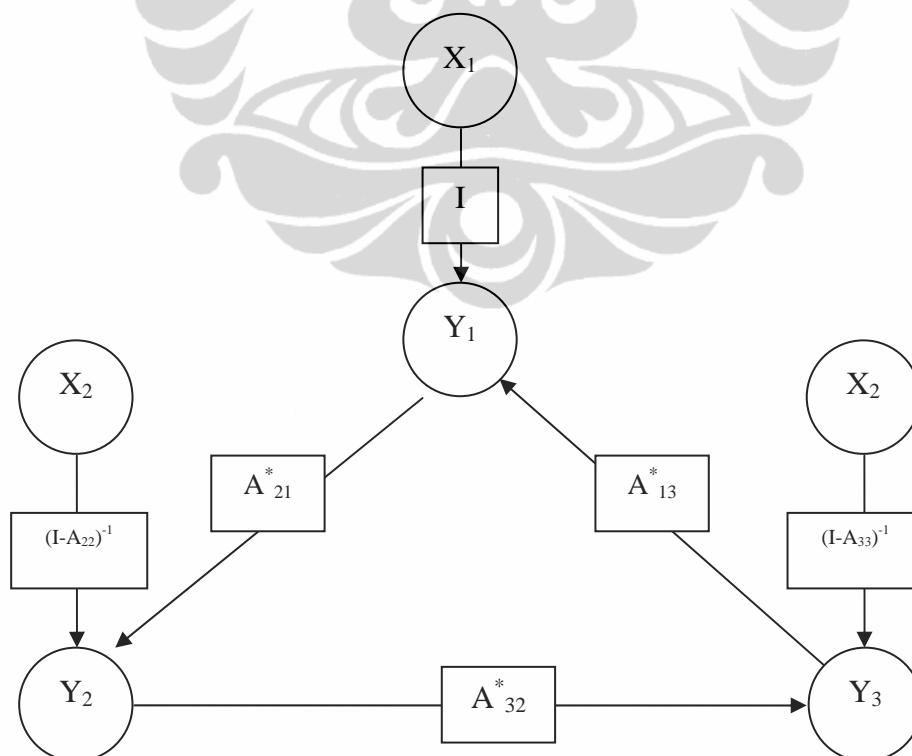 X₁
I
Y₁
X₂
X₂
A*₂₁
A*₁₃
(I-A₂₂)⁻¹
(I-A₃₃)⁻¹
Y₂
A*₃₂
Y₃